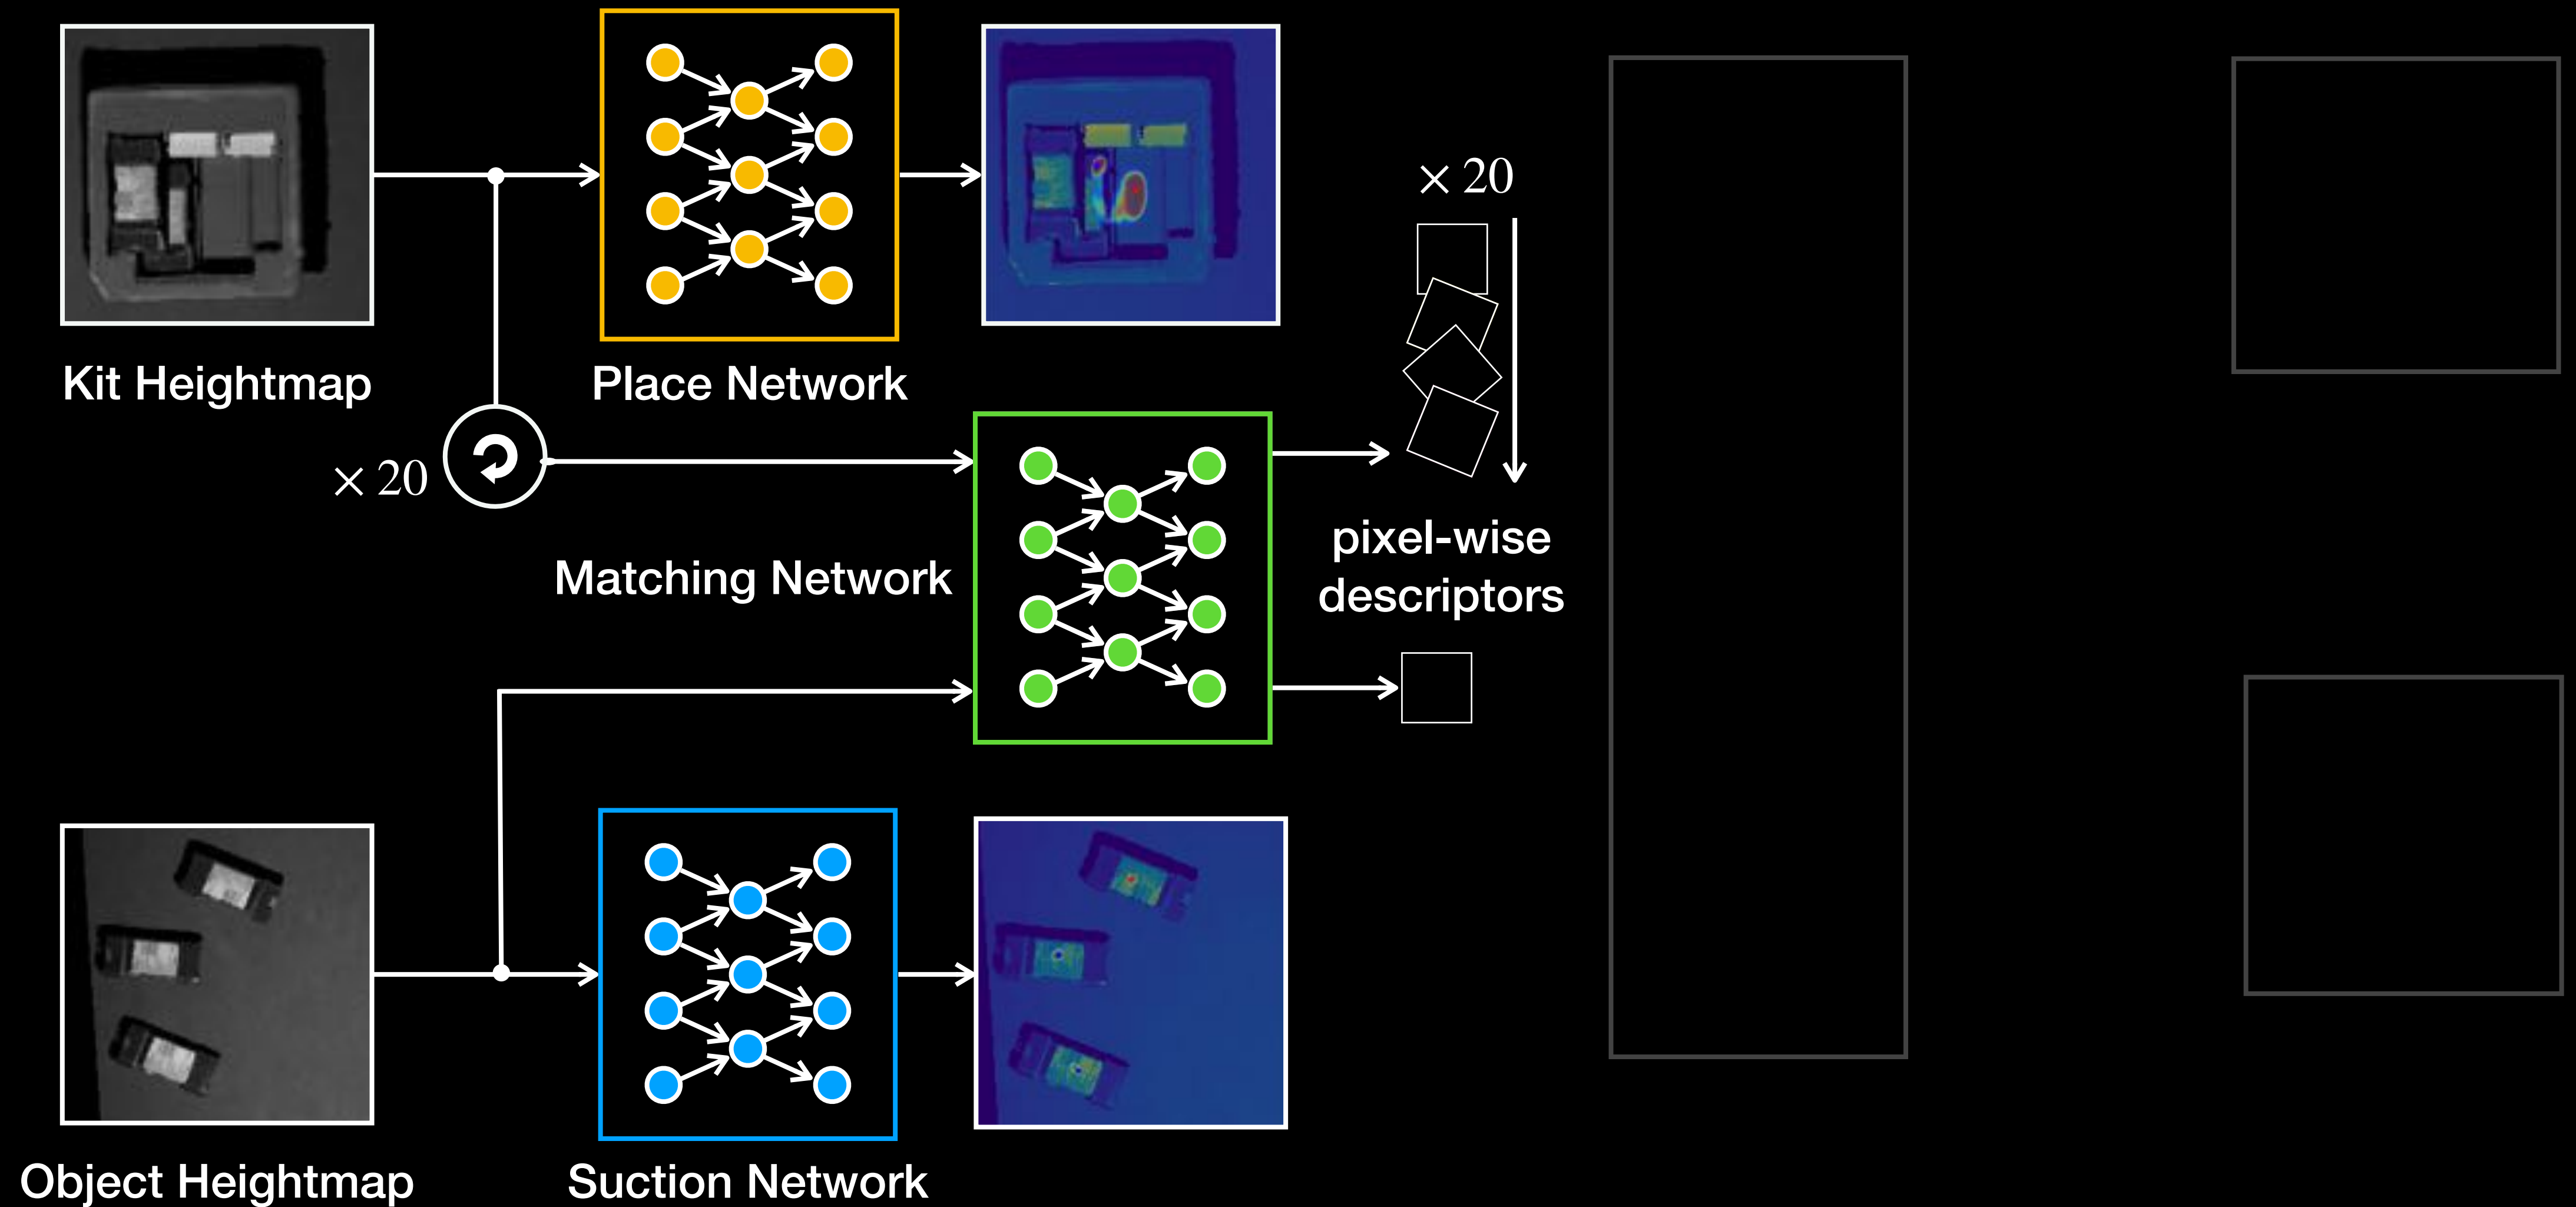 × 20
Kit Heightmap
Place Network
× 20
pixel-wise
descriptors
Matching Network
Object Heightmap
Suction Network